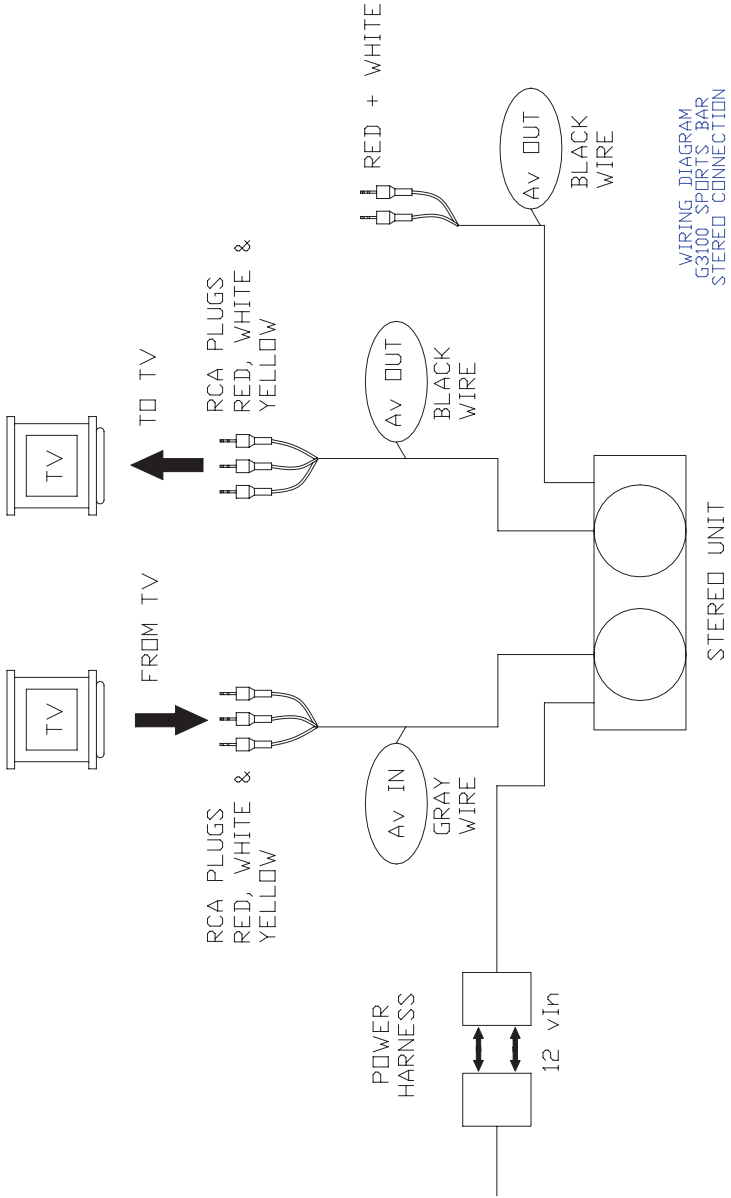 TV
FROM TV
RCA PLUGS
RED, WHITE &
YELLOW
TV
TO TV
RCA PLUGS
RED, WHITE &
YELLOW
RED + WHITE
POWER
HARNESS
12 vIn
Av IN
GRAY
WIRE
Av OUT
BLACK
WIRE
Av OUT
BLACK
WIRE
STEREO UNIT
WIRING DIAGRAM
G3100 SPORTS BAR
STEREO CONNECTION